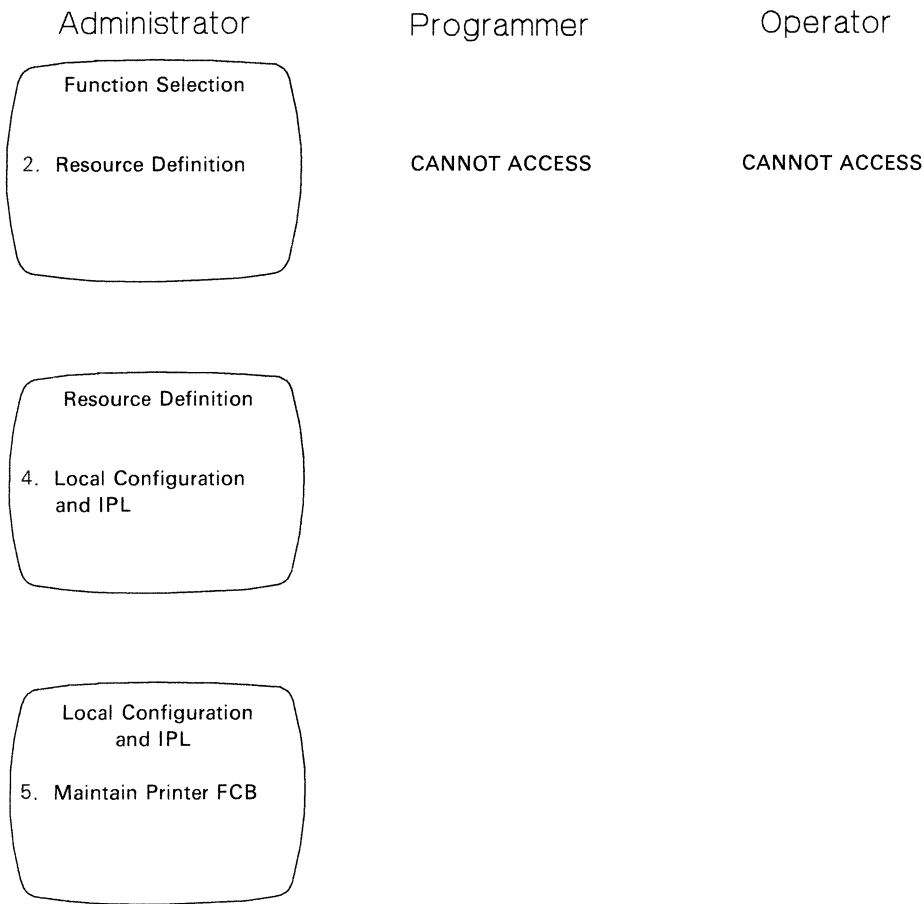 Administrator
Programmer
Operator
Function Selection
2. Resource Definition
CANNOT ACCESS
CANNOT ACCESS
Resource Definition
4. Local Configuration
and IPL
Local Configuration
and IPL
5. Maintain Printer FCB